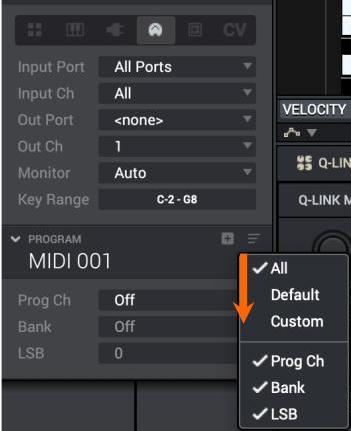 CV
Input Port All Ports
Input Ch All
Out Port <none>
Out Ch 1
Monitor Auto
Key Range C-2 - G8
VELOCITY
Q-LIN
Q-LINK M
PROGRAM
MIDI 001
Prog Ch Off
Bank Off
LSB 0
All
Default
Custom
Prog Ch
Bank
LSB